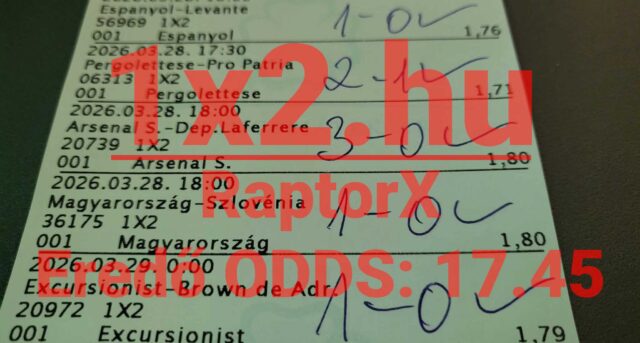 Espanyol-Levante
56969 1X2
001 Espanyol 1,76
1-0 ✓
2026.03.28. 17:30
Pergolettese-Pro Patria
06313 1X2
001 Pergolettese 1,71
2-1 ✓
2026.03.28. 18:00
Arsenal S.-Dep.Laferrere
20739 1X2
001 Arsenal S. 1,80
3-0 ✓
2026.03.28. 18:00
Magyarország-Szlovénia
36175 1X2
001 Magyarország 1,80
1-0 ✓
2026.03.29. 0:00
Excursionist-Brown de Adr.
20972 1X2
001 Excursionist 1,79
1-0 ✓
1x2.hu
RaptorX
Eredő ODDS: 17.45